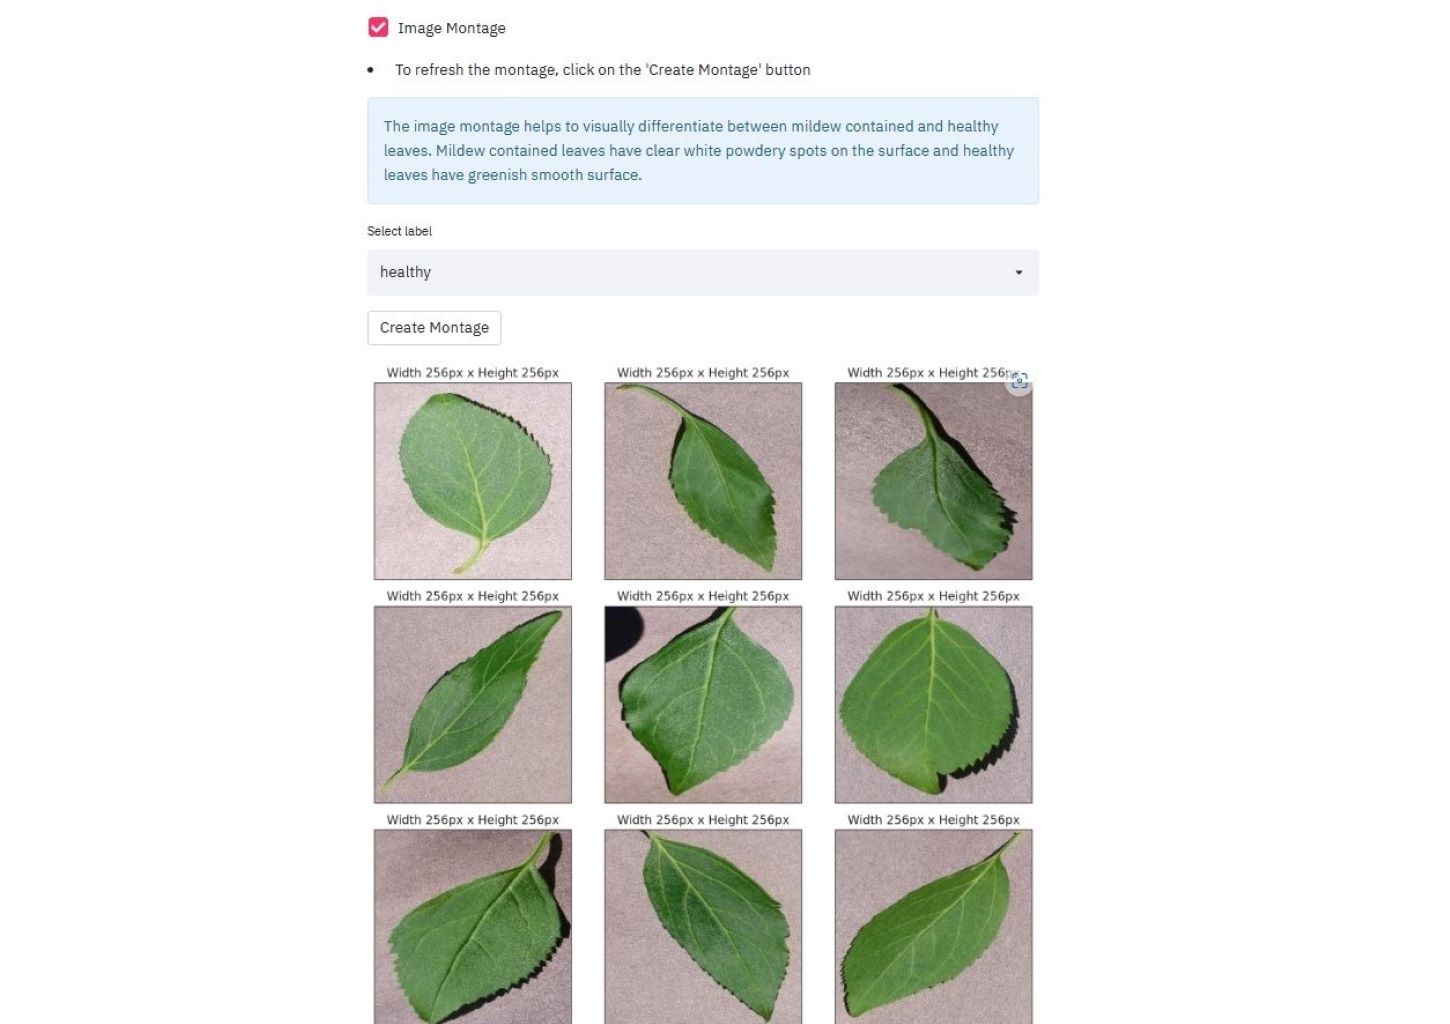 Image Montage
To refresh the montage, click on the 'Create Montage' button
The image montage helps to visually differentiate between mildew contained and healthy
leaves. Mildew contained leaves have clear white powdery spots on the surface and healthy
leaves have greenish smooth surface.
Select label
healthy
Create Montage
Width 256px x Height 256px
Width 256px x Height 256px
Width 256px x Height 256px
Width 256px x Height 256px
Width 256px x Height 256px
Width 256px x Height 256px
Width 256px x Height 256px
Width 256px x Height 256px
Width 256px x Height 256px